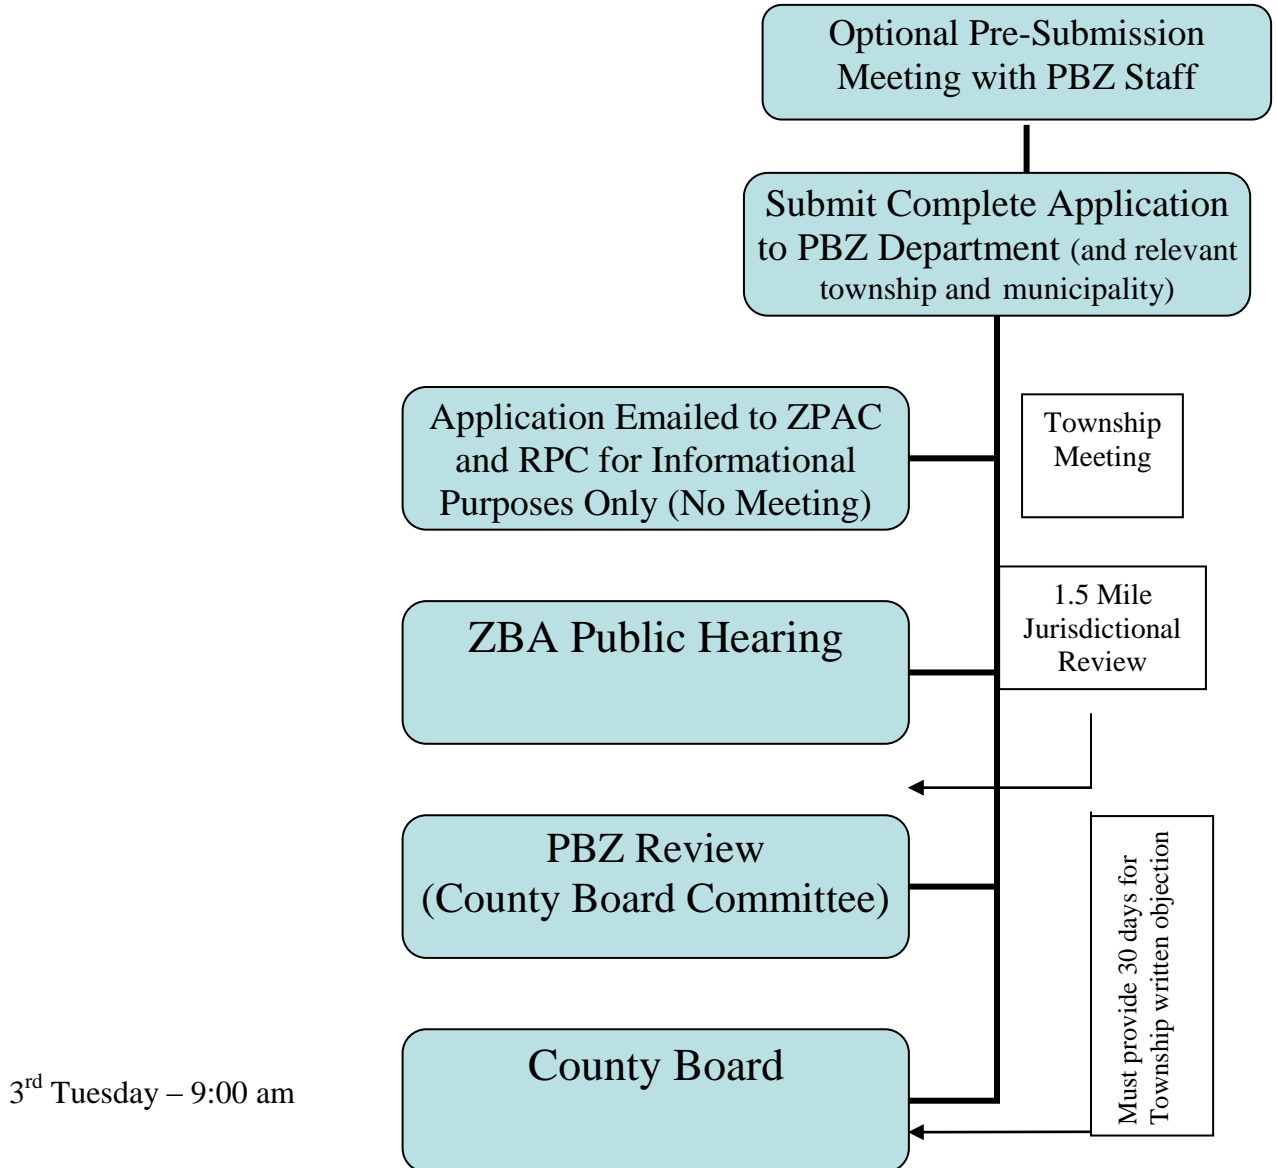 Optional Pre-Submission
Meeting with PBZ Staff
Submit Complete Application
to PBZ Department (and relevant
township and municipality)
Application Emailed to ZPAC
and RPC for Informational
Purposes Only (No Meeting)
Township
Meeting
1.5 Mile
Jurisdictional
Review
ZBA Public Hearing
PBZ Review
(County Board Committee)
Must provide 30 days for
Township written objection
County Board
3rd Tuesday – 9:00 am